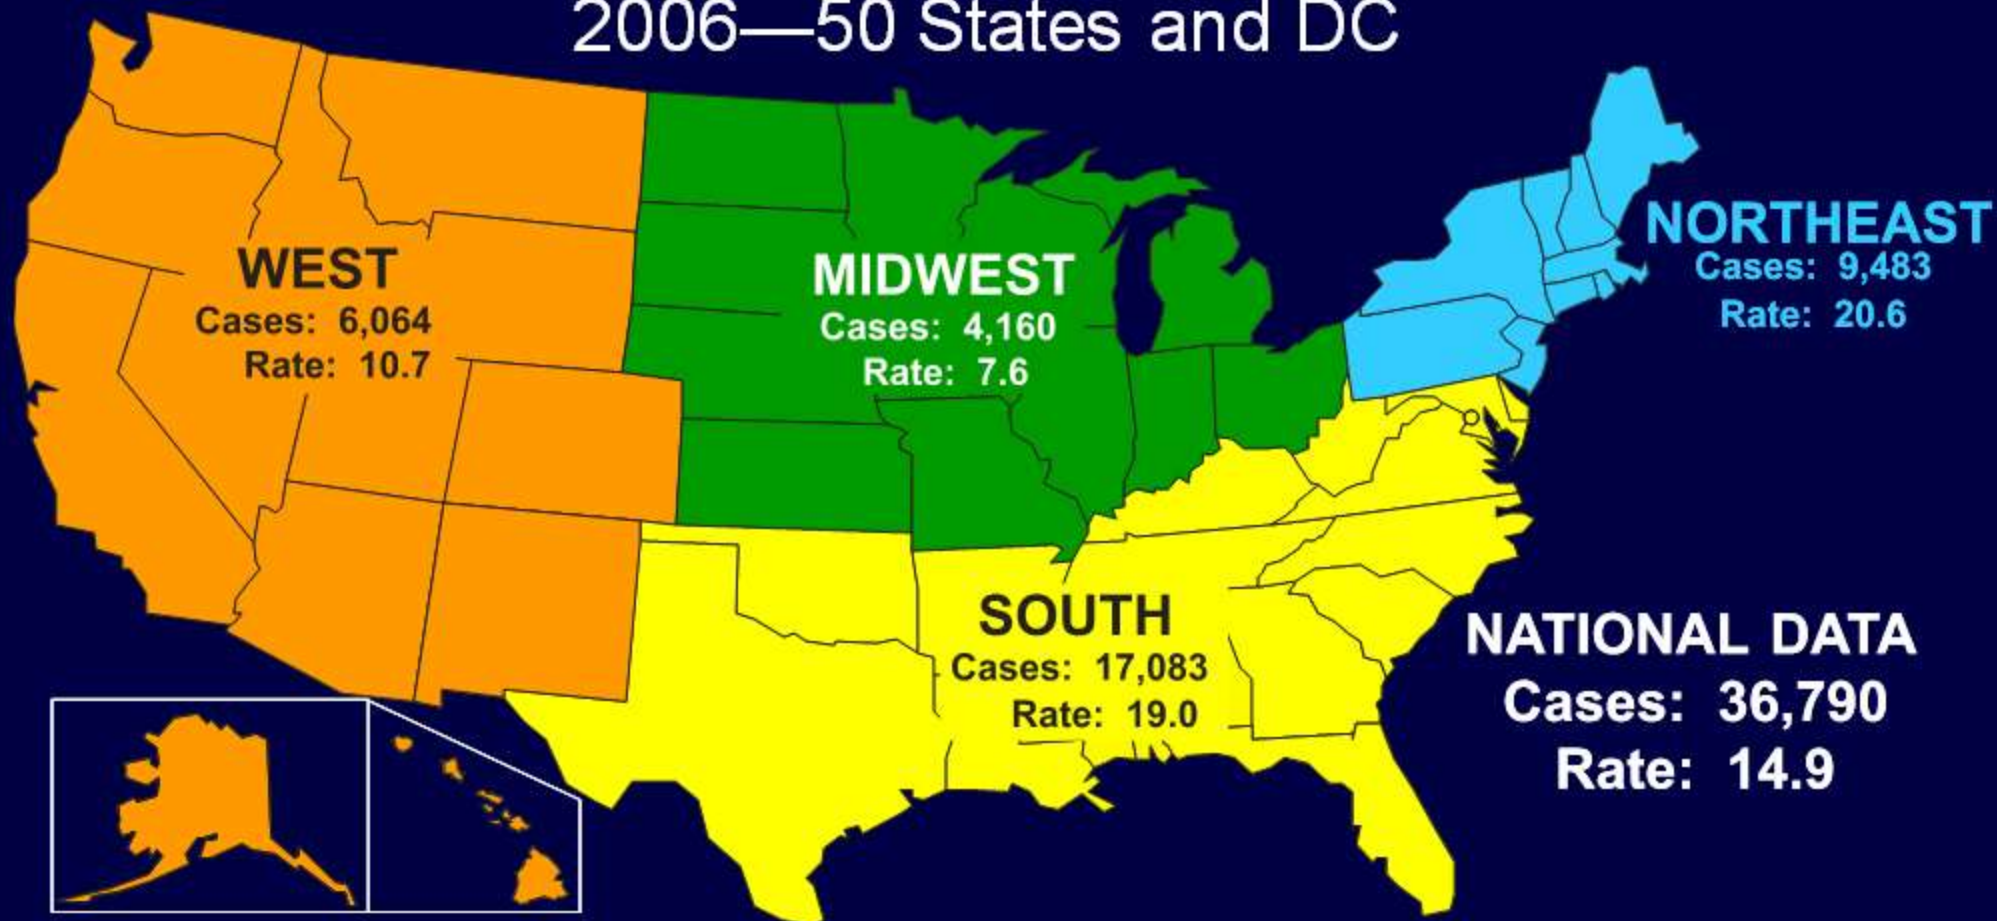 2006—50 States and DC
WEST
Cases: 6,064
Rate: 10.7
MIDWEST
Cases: 4,160
Rate: 7.6
NORTHEAST
Cases: 9,483
Rate: 20.6
SOUTH
Cases: 17,083
Rate: 19.0
NATIONAL DATA
Cases: 36,790
Rate: 14.9